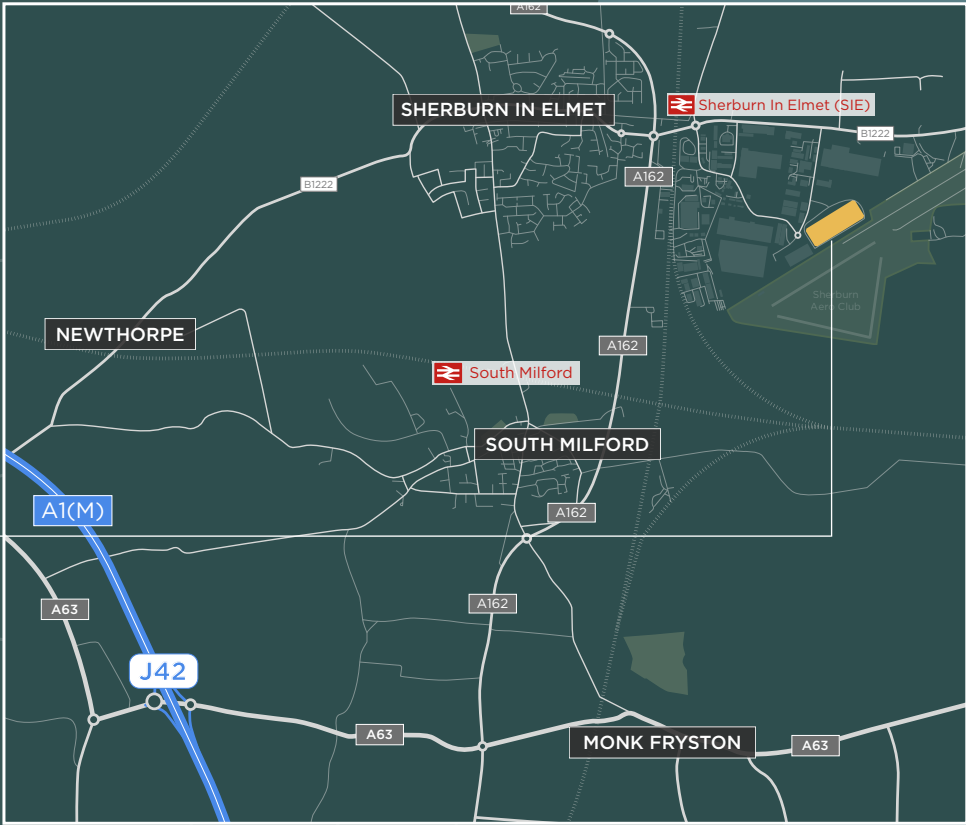 A162
SHERBURN IN ELMET
Sherburn In Elmet (SIE)
B1222
A162
B1222
Sherburn
Aero Club
NEWTHORPE
A162
South Milford
SOUTH MILFORD
A1(M)
A162
A162
A63
J42
A63
MONK FRYSTON
A63